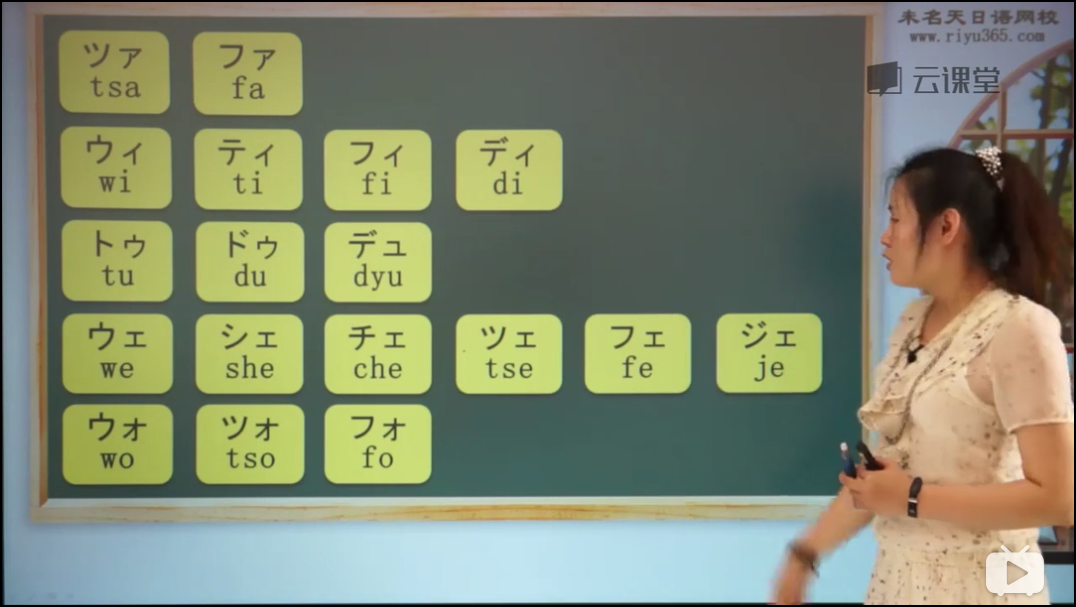 未名天日语网校
www.riyu365.com
云课堂
ツァ ファ
tsa fa
ウィ ティ フィ ディ
wi ti fi di
トゥ ドゥ デュ
tu du dyu
ウェ シェ チェ ツェ フェ ジェ
we she che tse fe je
ウォ ツォ フォ
wo tso fo